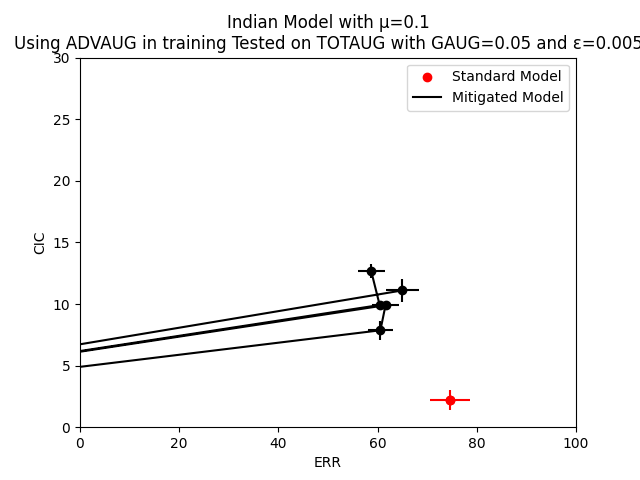 Indian Model with μ=0.1
Using ADVAUG in training Tested on TOTAUG with GAUG=0.05 and ε=0.005
Standard Model
Mitigated Model
30
25
20
15
10
5
0
CIC
0 20 40 60 80 100
ERR